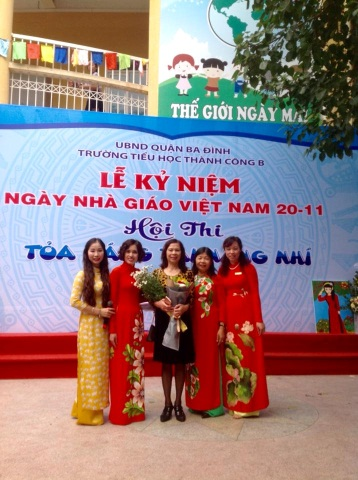 THẾ GIỚI NGÀY MA
UBND QUẬN BA ĐÌNH
TRƯỜNG TIỂU HỌC THÀNH CÔNG B
LỄ KỶ NIỆM
NGÀY NHÀ GIÁO VIỆT NAM 20-11
Hội Thi
TỎA NHÍ